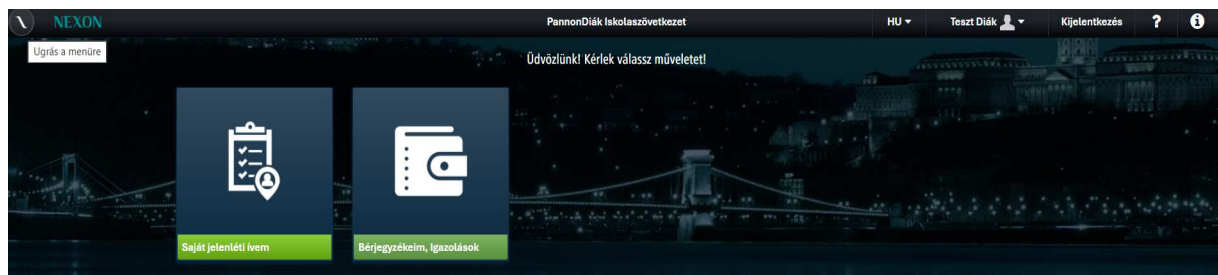 NEXON
PannonDiák Iskolaszövetkezet
HU
Teszt Diák
Kijelentkezés
?
i
Ugrás a menüre
Üdvözlünk! Kérlek válassz műveletet!
Saját jelenléti ívem
Bérjegyzékeim, Igazolások